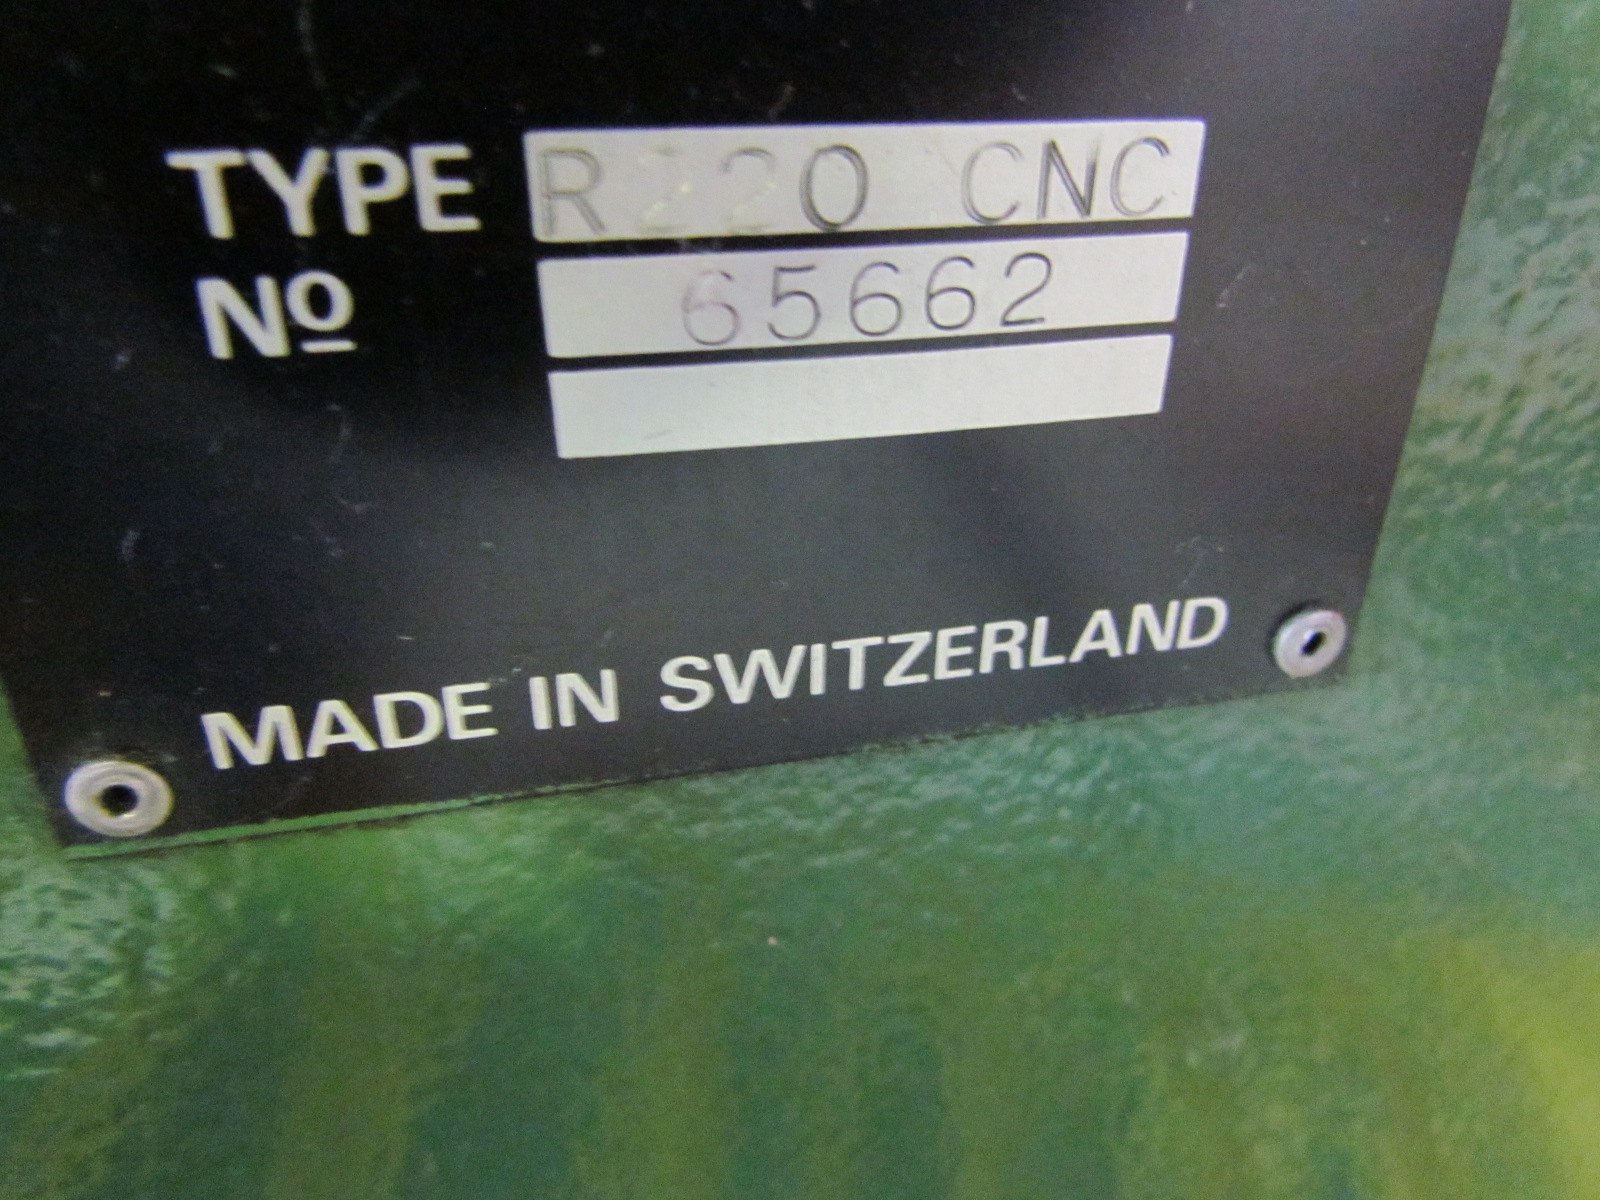 TYPE R220 CNC
Nº 65662
MADE IN SWITZERLAND